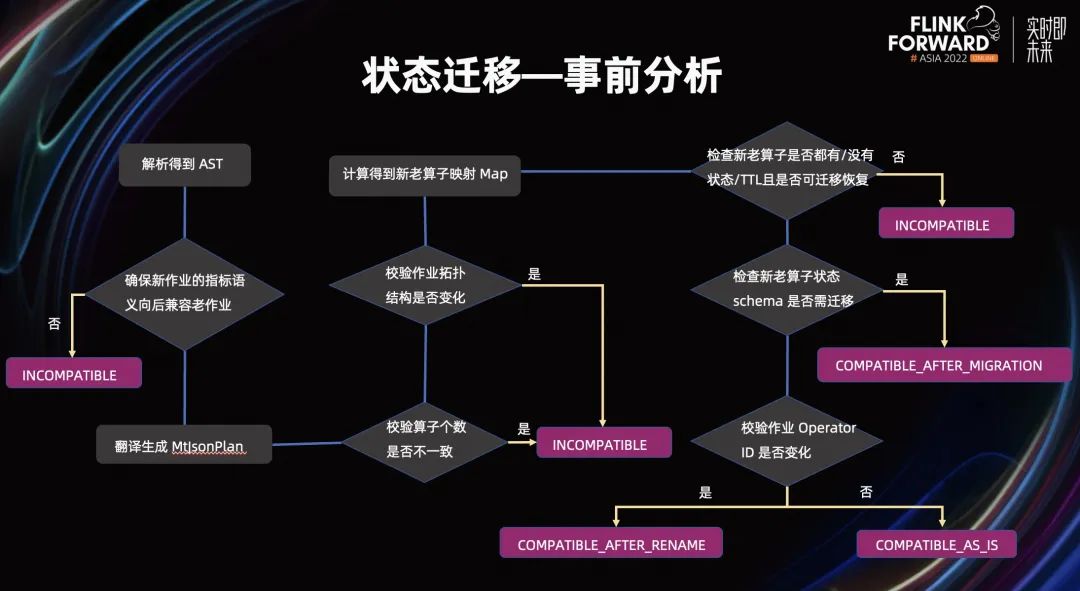 FLINK
FORWARD
# ASIA 2022 ONLINE
实时即
未来
状态迁移—事前分析
解析得到 AST
确保新作业的指标语
义向后兼容老作业
否
INCOMPATIBLE
翻译生成 MtJsonPlan
计算得到新老算子映射 Map
校验作业拓扑
结构是否变化
是
校验算子个数
是否不一致
是
INCOMPATIBLE
检查新老算子是否都有/没有
状态/TTL且是否可迁移恢复
否
INCOMPATIBLE
检查新老算子状态
schema 是否需迁移
是
COMPATIBLE_AFTER_MIGRATION
校验作业 Operator
ID 是否变化
是
否
COMPATIBLE_AFTER_RENAME
COMPATIBLE_AS_IS